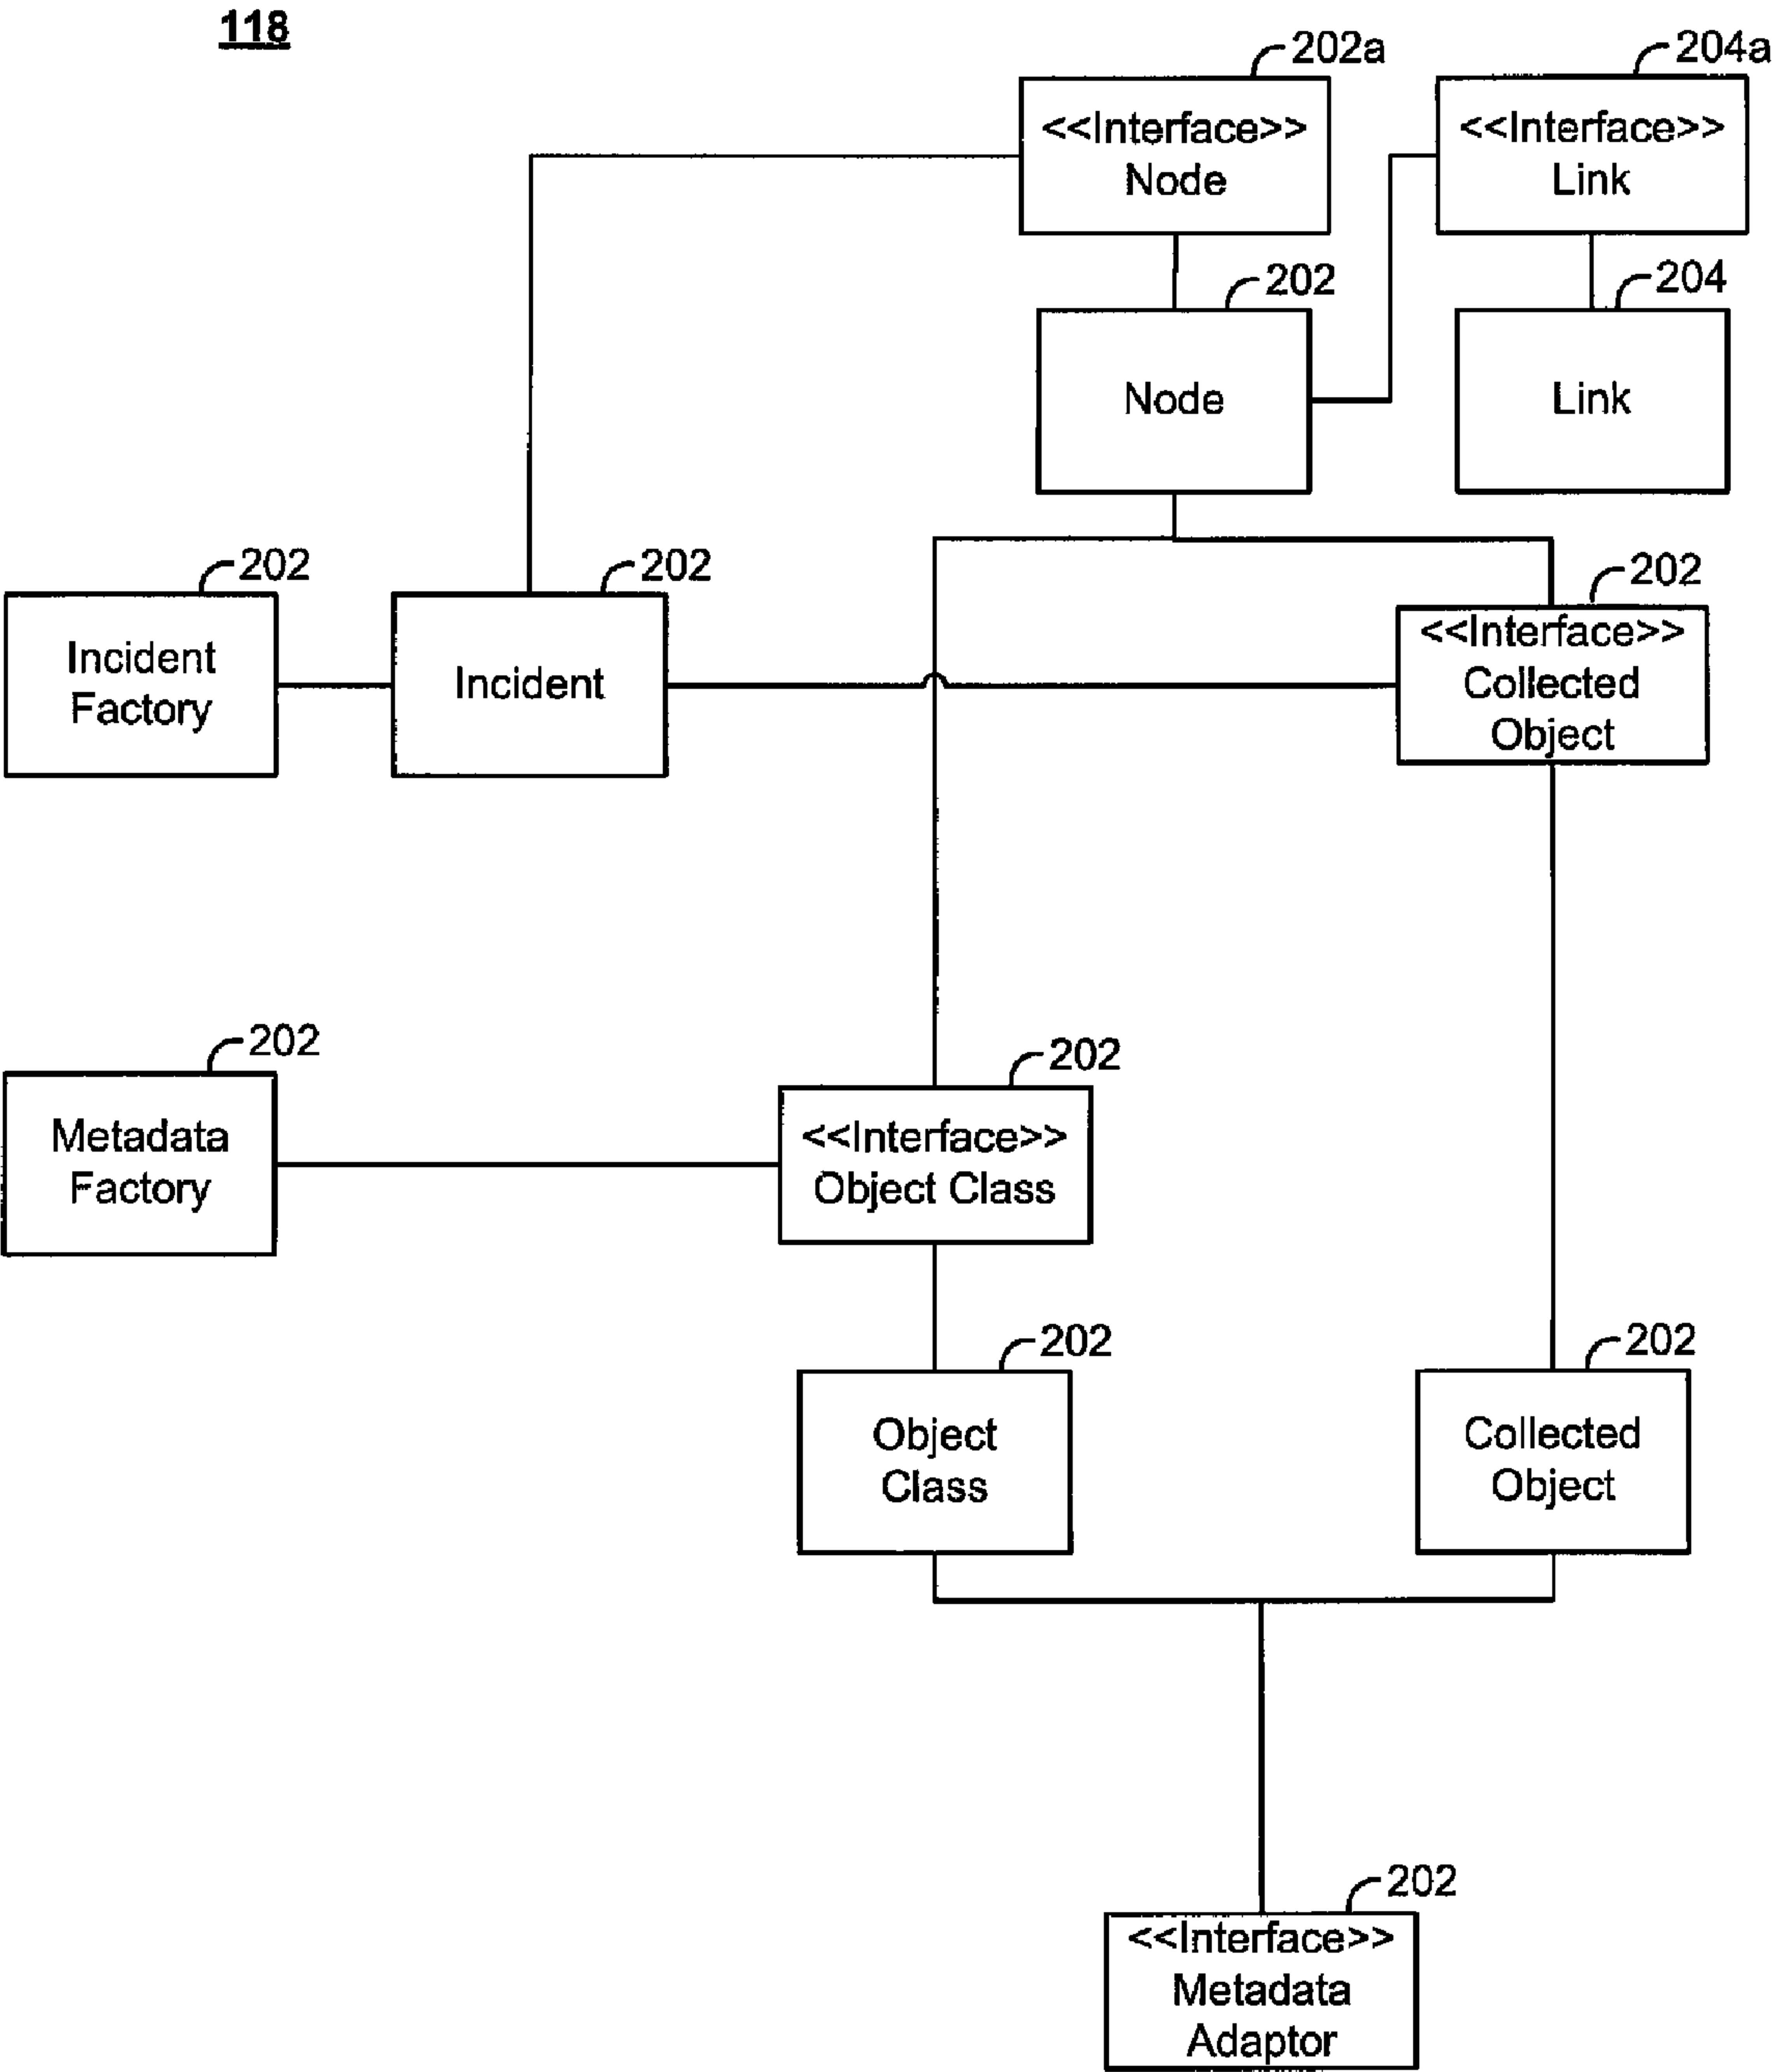 118
202a
204a
<<Interface>>
Node
<<Interface>>
Link
202
204
Node
Link
202
202
202
Incident
Factory
Incident
<<Interface>>
Collected
Object
202
202
Metadata
Factory
<<Interface>>
Object Class
202
202
Object
Class
Collected
Object
202
<<Interface>>
Metadata
Adaptor